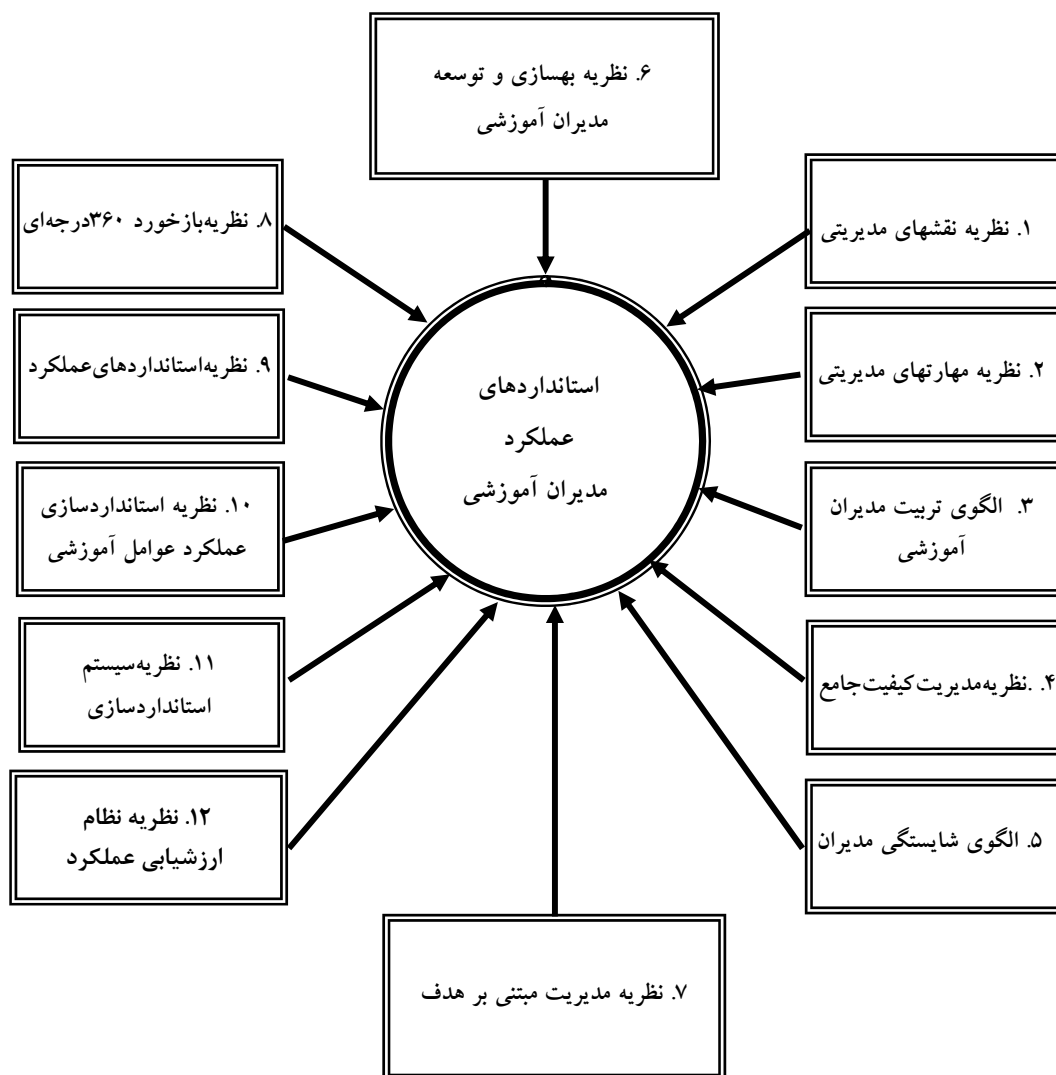 ۶. نظریه بهسازی و توسعه
مدیران آموزشی
۱. نظریه نقشهای مدیریتی
۲. نظریه مهارتهای مدیریتی
۳. الگوی تربیت مدیران
آموزشی
۴. .نظریه‌مدیریت‌کیفیت‌جامع
۵. الگوی شایستگی مدیران
۸. نظریه‌بازخورد ۳۶۰درجه‌ای
۹. نظریه‌استانداردهای‌عملکرد
۱۰. نظریه استانداردسازی
عملکرد عوامل آموزشی
۱۱. نظریه‌سیستم
استانداردسازی
۱۲. نظریه نظام
ارزشیابی عملکرد
استانداردهای
عملکرد
مدیران آموزشی
۷. نظریه مدیریت مبتنی بر هدف